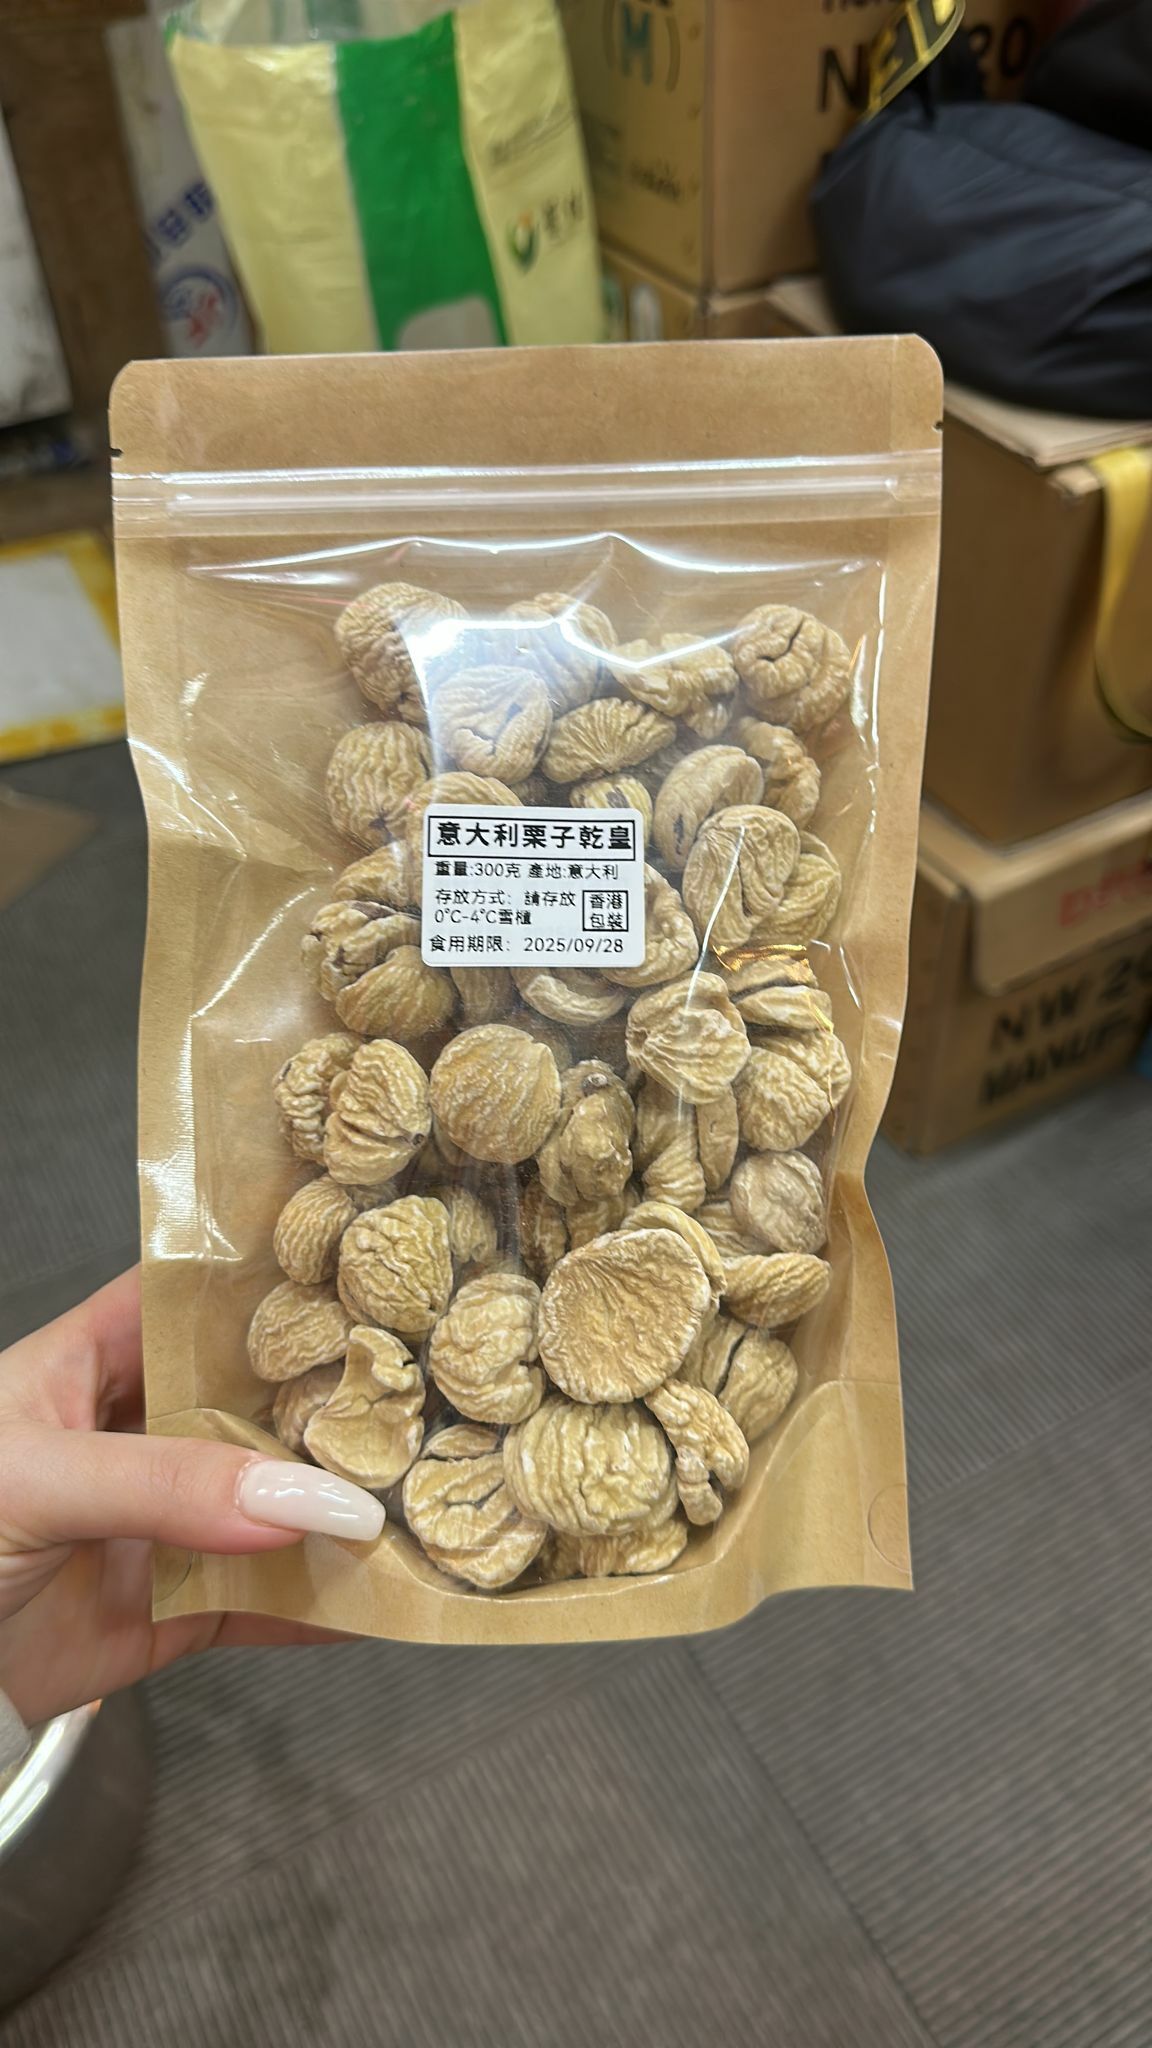 (M)
意大利栗子乾皇
重量:300克 產地:意大利
存放方式: 請存放
0°C-4°C雪櫃
香港
包裝
食用期限: 2025/09/28
NW